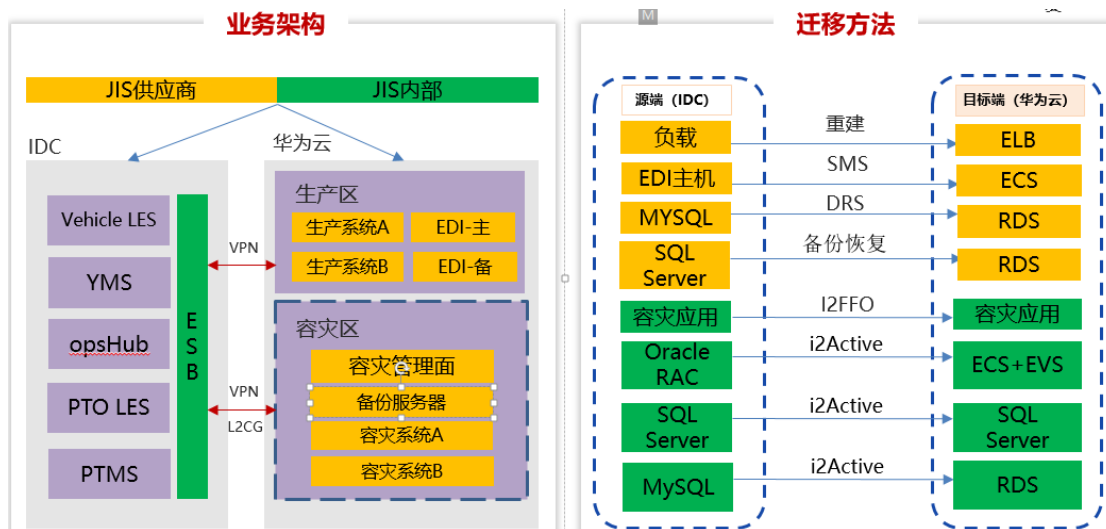 业务架构
JIS供应商
JIS内部
IDC
华为云
Vehicle LES
YMS
opsHub
PTO LES
PTMS
E
S
B
VPN
VPN
L2CG
生产区
生产系统A
EDI-主
生产系统B
EDI-备
容灾区
容灾管理面
备份服务器
容灾系统A
容灾系统B
M
迁移方法
源端（IDC）
目标端（华为云）
负载
重建
ELB
EDI主机
SMS
ECS
MYSQL
DRS
RDS
SQL
Server
备份恢复
RDS
容灾应用
I2FFO
容灾应用
Oracle
RAC
i2Active
ECS+EVS
SQL
Server
i2Active
SQL
Server
MySQL
i2Active
RDS